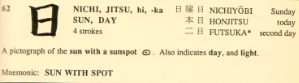 62 日 NICHI, JITSU, hi, -ka 日曜日 NICHIYŌBI Sunday
SUN, DAY 本日 HONJITSU today
4 strokes 二日 FUTSUKA* second day
A pictograph of the sun with a sunspot. Also indicates day, and light.
Mnemonic: SUN WITH SPOT